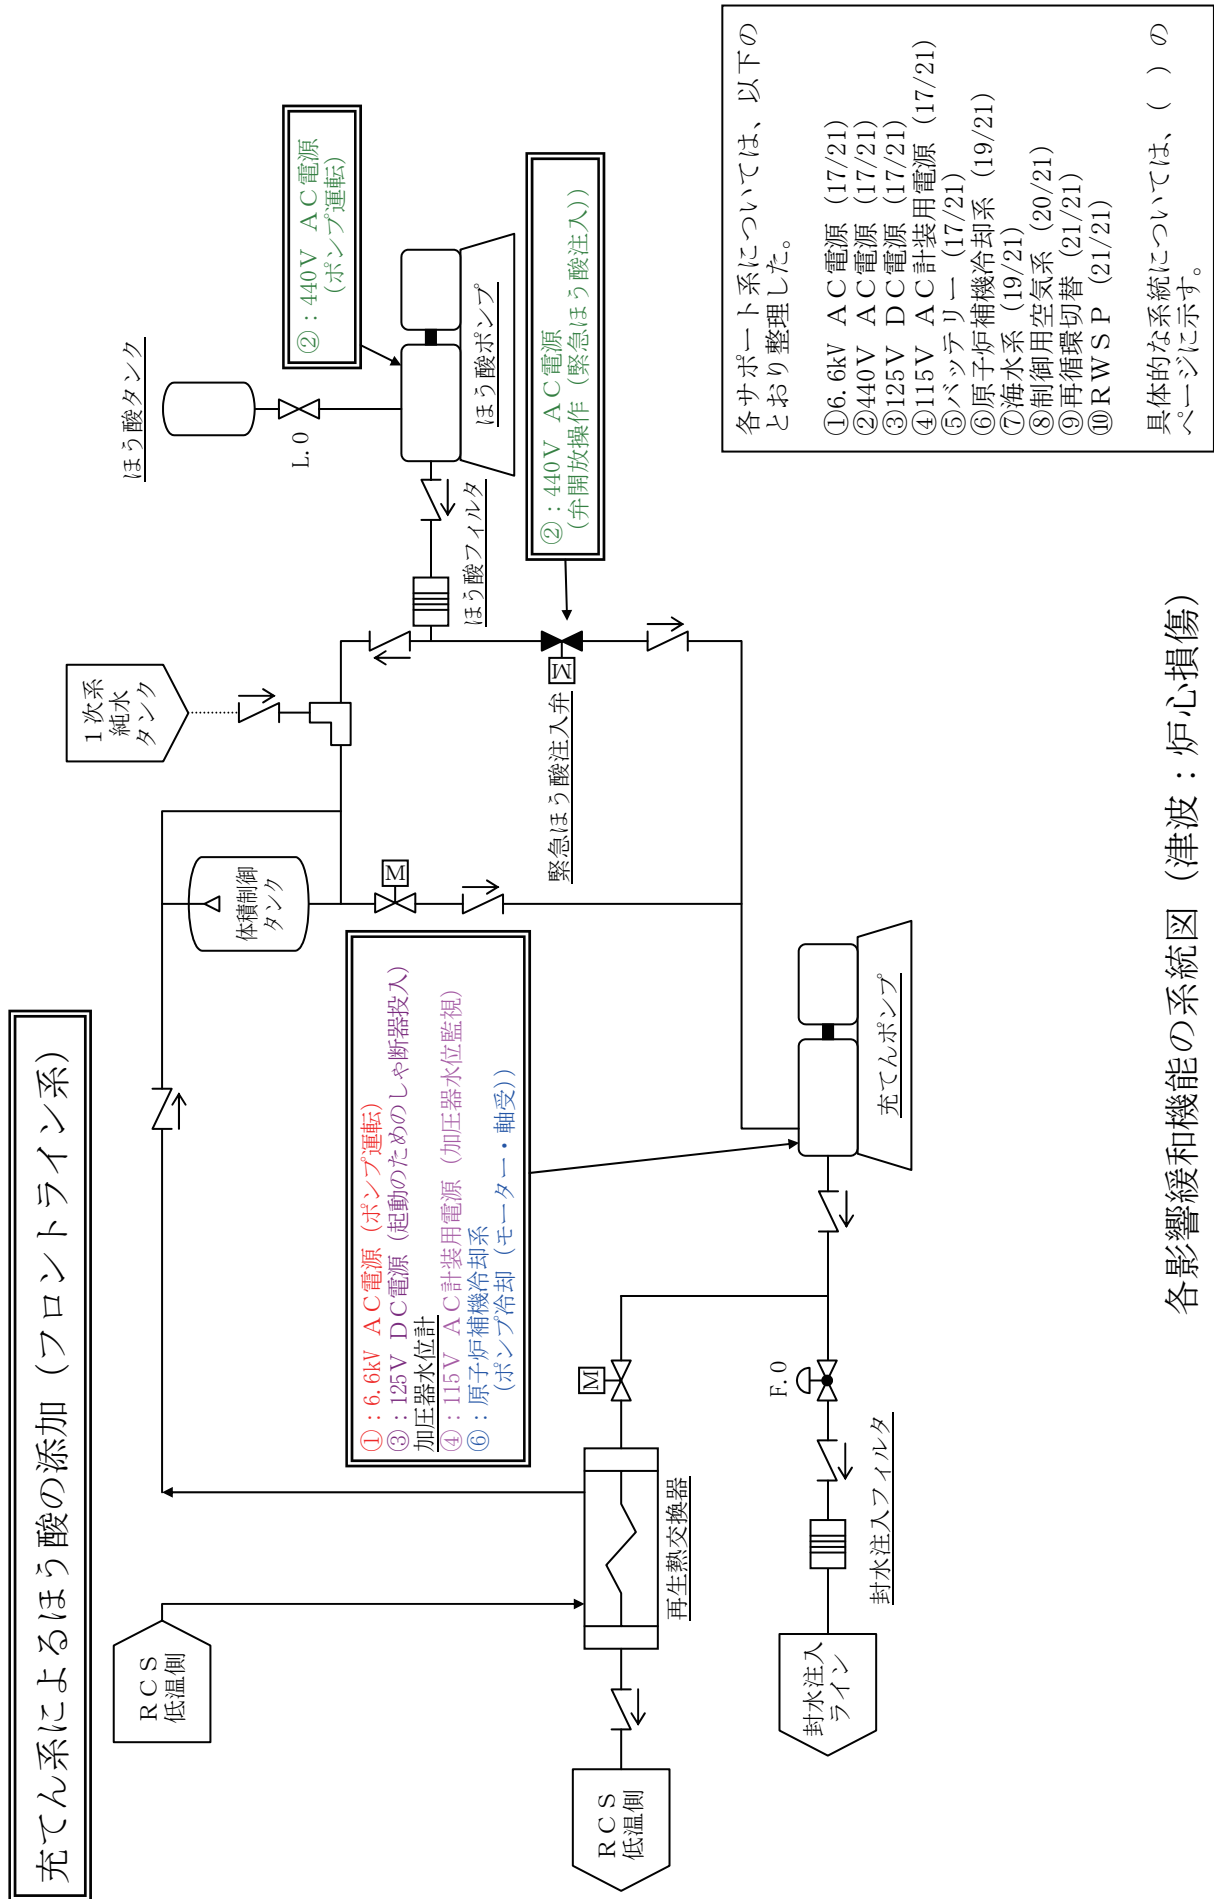 充てん系によるほう酸の添加（フロントライン系）
RCS
低温側
RCS
低温側
封水注入
ライン
再生熱交換器
封水注入フィルタ
M
F.O
①：6.6kV AC電源（ポンプ運転）
③：125V DC電源（起動のためのしゃ断器投入）
加圧器水位計
④：115V AC計装用電源（加圧器水位監視）
⑥：原子炉補機冷却系
（ポンプ冷却（モーター・軸受））
充てんポンプ
体積制御
タンク
M
1次系
純水
タンク
緊急ほう酸注入弁
M
ほう酸フィルタ
ほう酸タンク
L.O
ほう酸ポンプ
②：440V AC電源
（ポンプ運転）
②：440V AC電源
（弁開放操作（緊急ほう酸注入））
各サポート系については、以下の
とおり整理した。
①6.6kV AC電源（17/21）
②440V AC電源（17/21）
③125V DC電源（17/21）
④115V AC計装用電源（17/21）
⑤バッテリー（17/21）
⑥原子炉補機冷却系（19/21）
⑦海水系（19/21）
⑧制御用空気系（20/21）
⑨再循環切替（21/21）
⑩RWSP（21/21）
具体的な系統については、（ ）の
ページに示す。
各影響緩和機能の系統図（津波：炉心損傷）